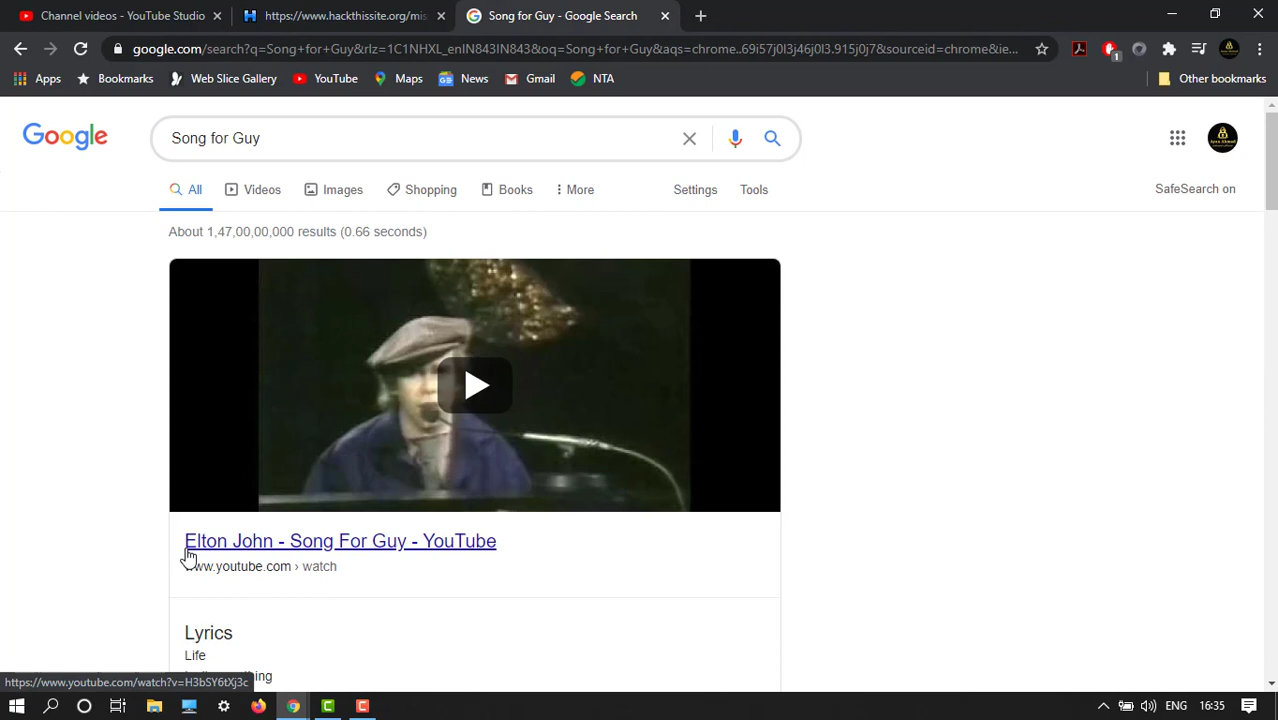 Channel videos - YouTube Studio
https://www.hackthissite.org/mis
Song for Guy - Google Search
google.com/search?q=Song+for+Guy&rlz=1C1NHXL_enIN843IN843&oq=Song+for+Guy&aqs=chrome..69i57j0l3j46j0l3.915j0j7&sourceid=chrome&ie...
1
Apps
Bookmarks
Web Slice Gallery
YouTube
Maps
News
Gmail
NTA
Other bookmarks
Google
Song for Guy
All
Videos
Images
Shopping
Books
More
Settings
Tools
SafeSearch on
About 1,47,00,00,000 results (0.66 seconds)
Elton John - Song For Guy - YouTube
www.youtube.com › watch
Lyrics
Life
https://www.youtube.com/watch?v=H3bSY6tXj3c
ENG
16:35